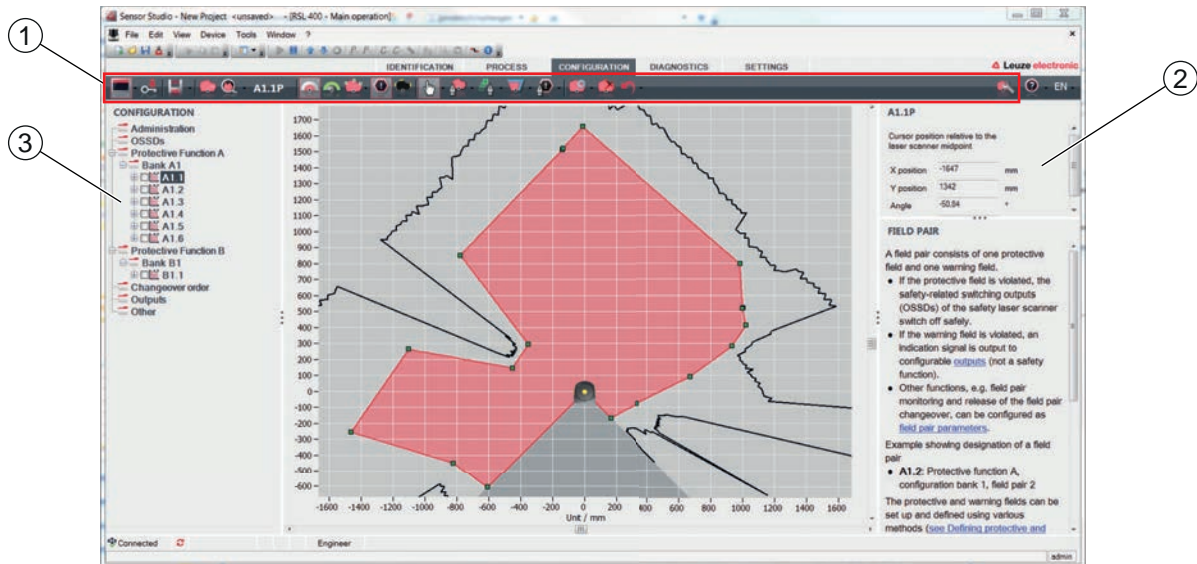 Sensor Studio - New Project <unsaved> - [RSL 400 - Main operation]
File Edit View Device Tools Window ?
IDENTIFICATION PROCESS CONFIGURATION DIAGNOSTICS SETTINGS
Leuze electronic
1
A1.1P
EN
2
3
CONFIGURATION
Administration
OSSDs
Protective Function A
Bank A1
A1.1
A1.2
A1.3
A1.4
A1.5
A1.6
Protective Function B
Bank B1
B1.1
Changeover order
Outputs
Other
1700
1600
1500
1400
1300
1200
1100
1000
900
800
700
600
500
400
300
200
100
0
-100
-200
-300
-400
-500
-600
-1600 -1400 -1200 -1000 -800 -600 -400 -200 0 200 400 600 800 1000 1200 1400 1600
Unt / mm
A1.1P
Cursor position relative to the
laser scanner midpoint
X position -1647 mm
Y position 1342 mm
Angle -50,84 °
FIELD PAIR
A field pair consists of one protective
field and one warning field.
• If the protective field is violated, the
safety-related switching outputs
(OSSDs) of the safety laser scanner
switch off safely.
• If the warning field is violated, an
indication signal is output to
configurable outputs (not a safety
function).
• Other functions, e.g. field pair
monitoring and release of the field pair
changeover, can be configured as
field pair parameters.
Example showing designation of a field
pair
• A1.2: Protective function A,
configuration bank 1, field pair 2
The protective and warning fields can be
set up and defined using various
methods (see Defining protective and
Connected
Engineer
admin